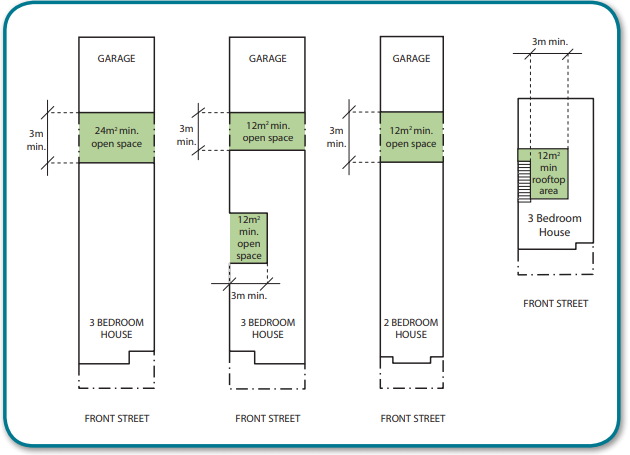 GARAGE
3m
min.
24m² min.
open space
3 BEDROOM
HOUSE
FRONT STREET
GARAGE
3m
min.
12m² min.
open space
12m²
min.
open
space
3m min.
3 BEDROOM
HOUSE
FRONT STREET
GARAGE
3m
min.
12m² min.
open space
2 BEDROOM
HOUSE
FRONT STREET
3m min.
12m²
min
rooftop
area
3 Bedroom
House
FRONT STREET